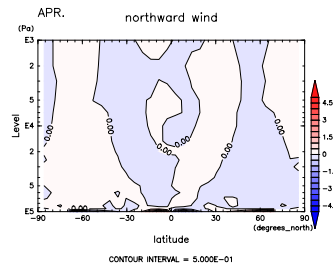 APR.
northward wind
(Pa)
E3
2
5
E4
2
5
E5
Level
0.00
0.00
0.00
0.00
0.00
0.00
0.00
−90 −60 −30 0 30 60 90
(degrees_north)
latitude
4.5
3.
1.5
0.
−1.
−3.
−4.
CONTOUR INTERVAL = 5.000E−01